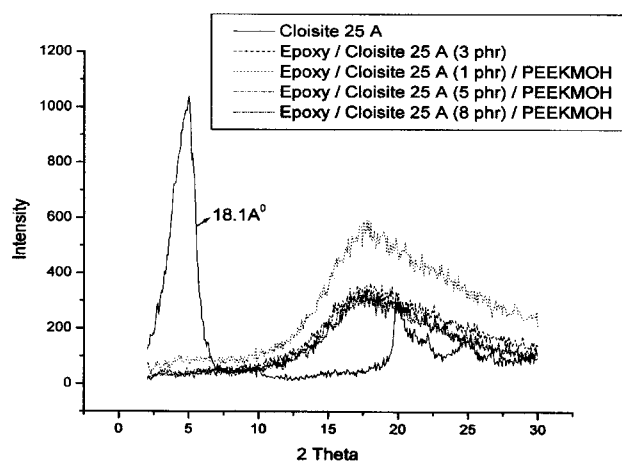 Cloisite 25 A
Epoxy / Cloisite 25 A (3 phr)
Epoxy / Cloisite 25 A (1 phr) / PEEKMOH
Epoxy / Cloisite 25 A (5 phr) / PEEKMOH
Epoxy / Cloisite 25 A (8 phr) / PEEKMOH
1200
1000
800
600
400
200
0
Intensity
18.1A⁰
0 5 10 15 20 25 30
2 Theta